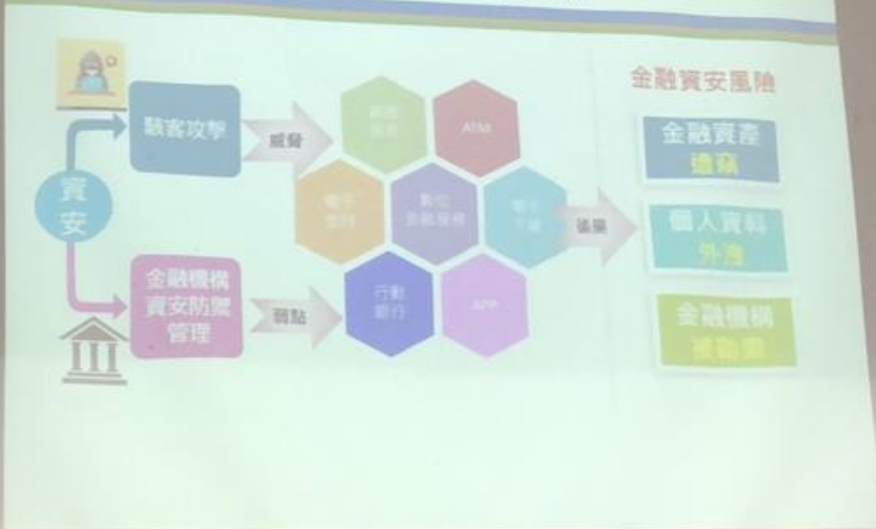 資
安
駭客攻擊
威脅
金融機構
資安防禦
管理
弱點
ATM
數位
金融服務
行動
銀行
APP
後果
金融資安風險
金融資產
遭竊
個人資料
外洩
金融機構